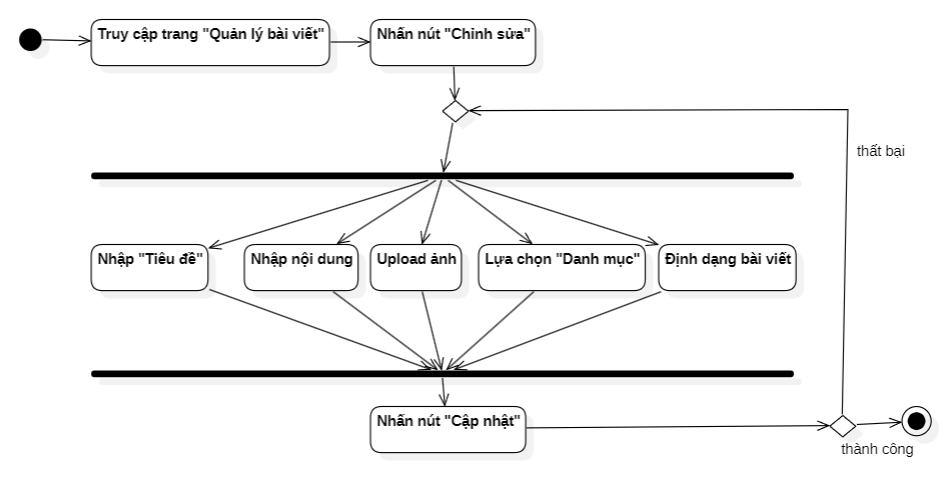 Truy cập trang "Quản lý bài viết"
Nhấn nút "Chỉnh sửa"
thất bại
Nhập "Tiêu đề"
Nhập nội dung
Upload ảnh
Lựa chọn "Danh mục"
Định dạng bài viết
Nhấn nút "Cập nhật"
thành công